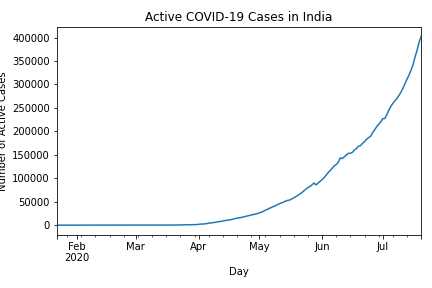 Active COVID-19 Cases in India
400000
350000
300000
250000
200000
150000
100000
50000
0
Number of Active Cases
Feb
2020
Mar
Apr
May
Jun
Jul
Day